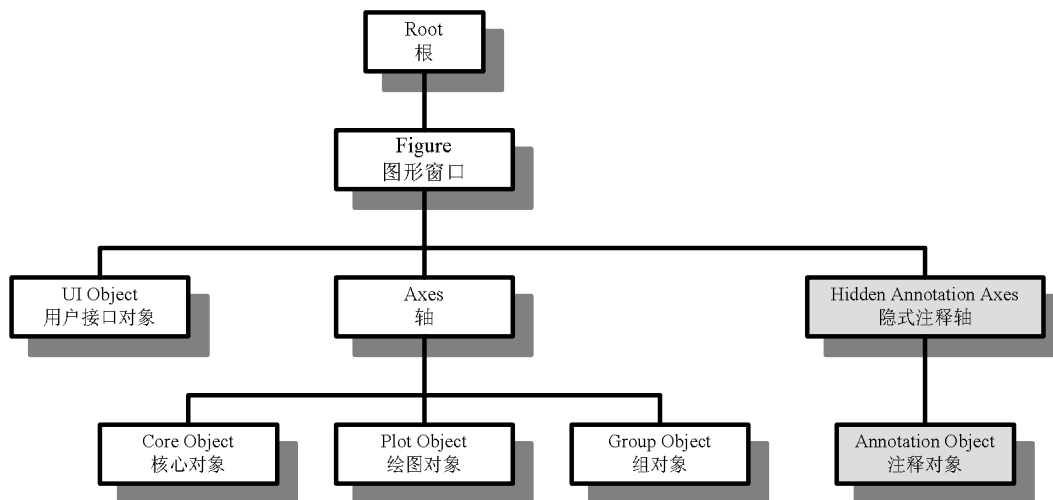 Root
根
Figure
图形窗口
UI Object
用户接口对象
Axes
轴
Hidden Annotation Axes
隐式注释轴
Core Object
核心对象
Plot Object
绘图对象
Group Object
组对象
Annotation Object
注释对象